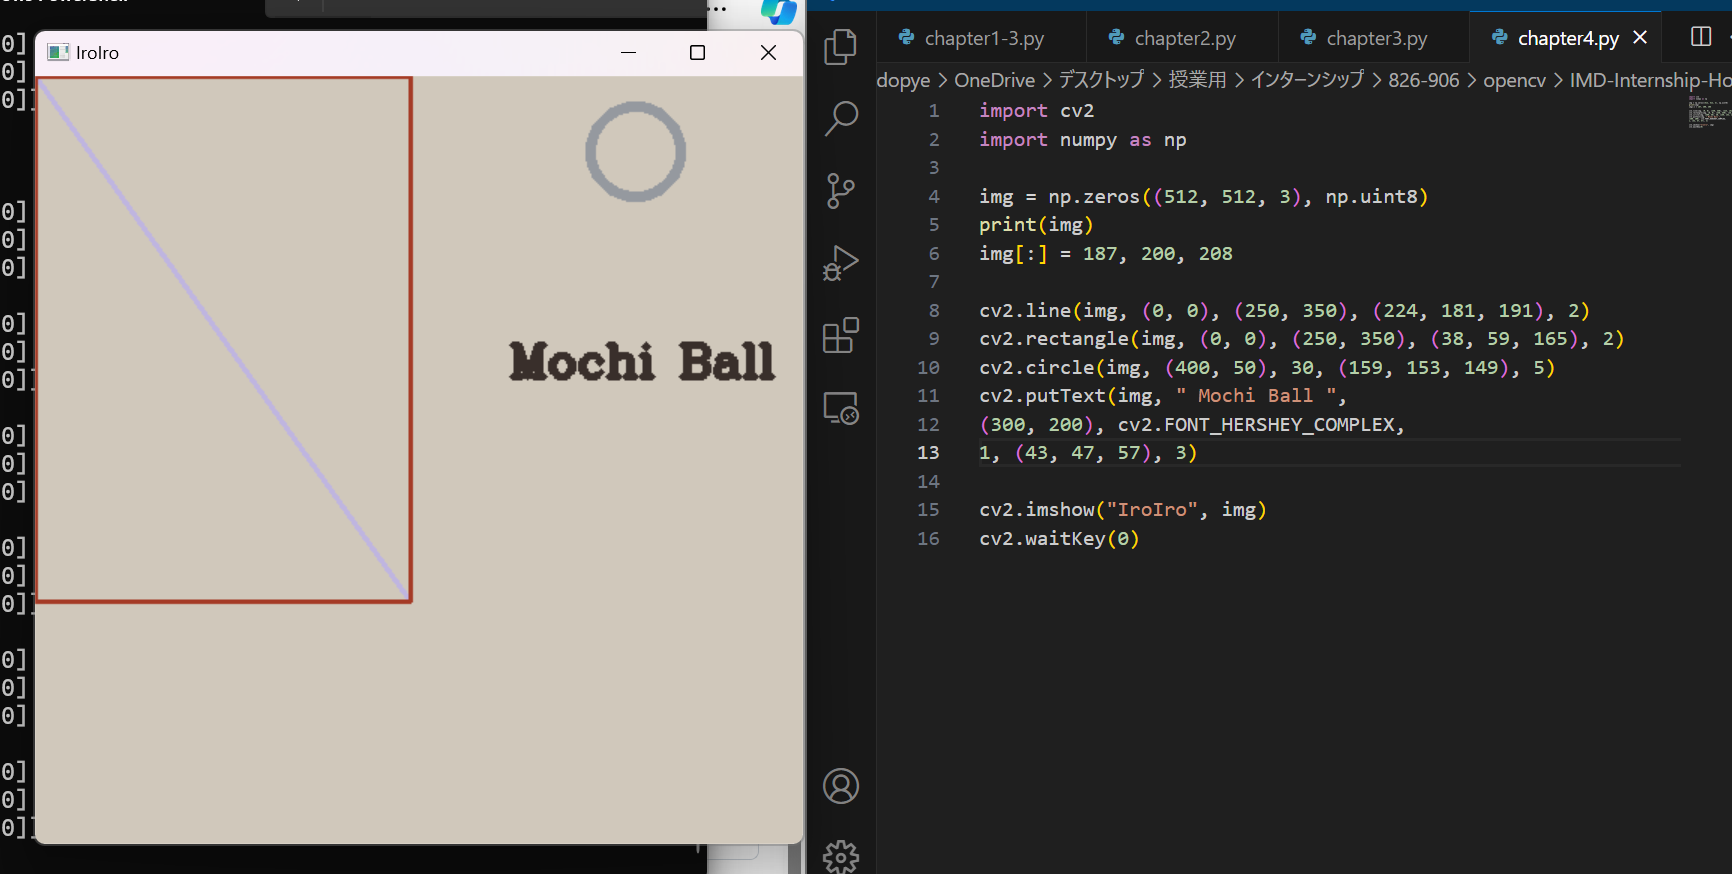 0]
0]
0]]
0]
0]
0]
0]
0]
0]]
0]
0]
0]
0]
0]
0]]
0]
0]
0]
0]
0]
0]]
IroIro
Mochi Ball
chapter1-3.py
chapter2.py
chapter3.py
chapter4.py
dopye > OneDrive > デスクトップ > 授業用 > インターンシップ > 826-906 > opencv > IMD-Internship-Ho
1 import cv2
2 import numpy as np
3
4 img = np.zeros((512, 512, 3), np.uint8)
5 print(img)
6 img[:] = 187, 200, 208
7
8 cv2.line(img, (0, 0), (250, 350), (224, 181, 191), 2)
9 cv2.rectangle(img, (0, 0), (250, 350), (38, 59, 165), 2)
10 cv2.circle(img, (400, 50), 30, (159, 153, 149), 5)
11 cv2.putText(img, " Mochi Ball ",
12 (300, 200), cv2.FONT_HERSHEY_COMPLEX,
13 1, (43, 47, 57), 3)
14
15 cv2.imshow("IroIro", img)
16 cv2.waitKey(0)